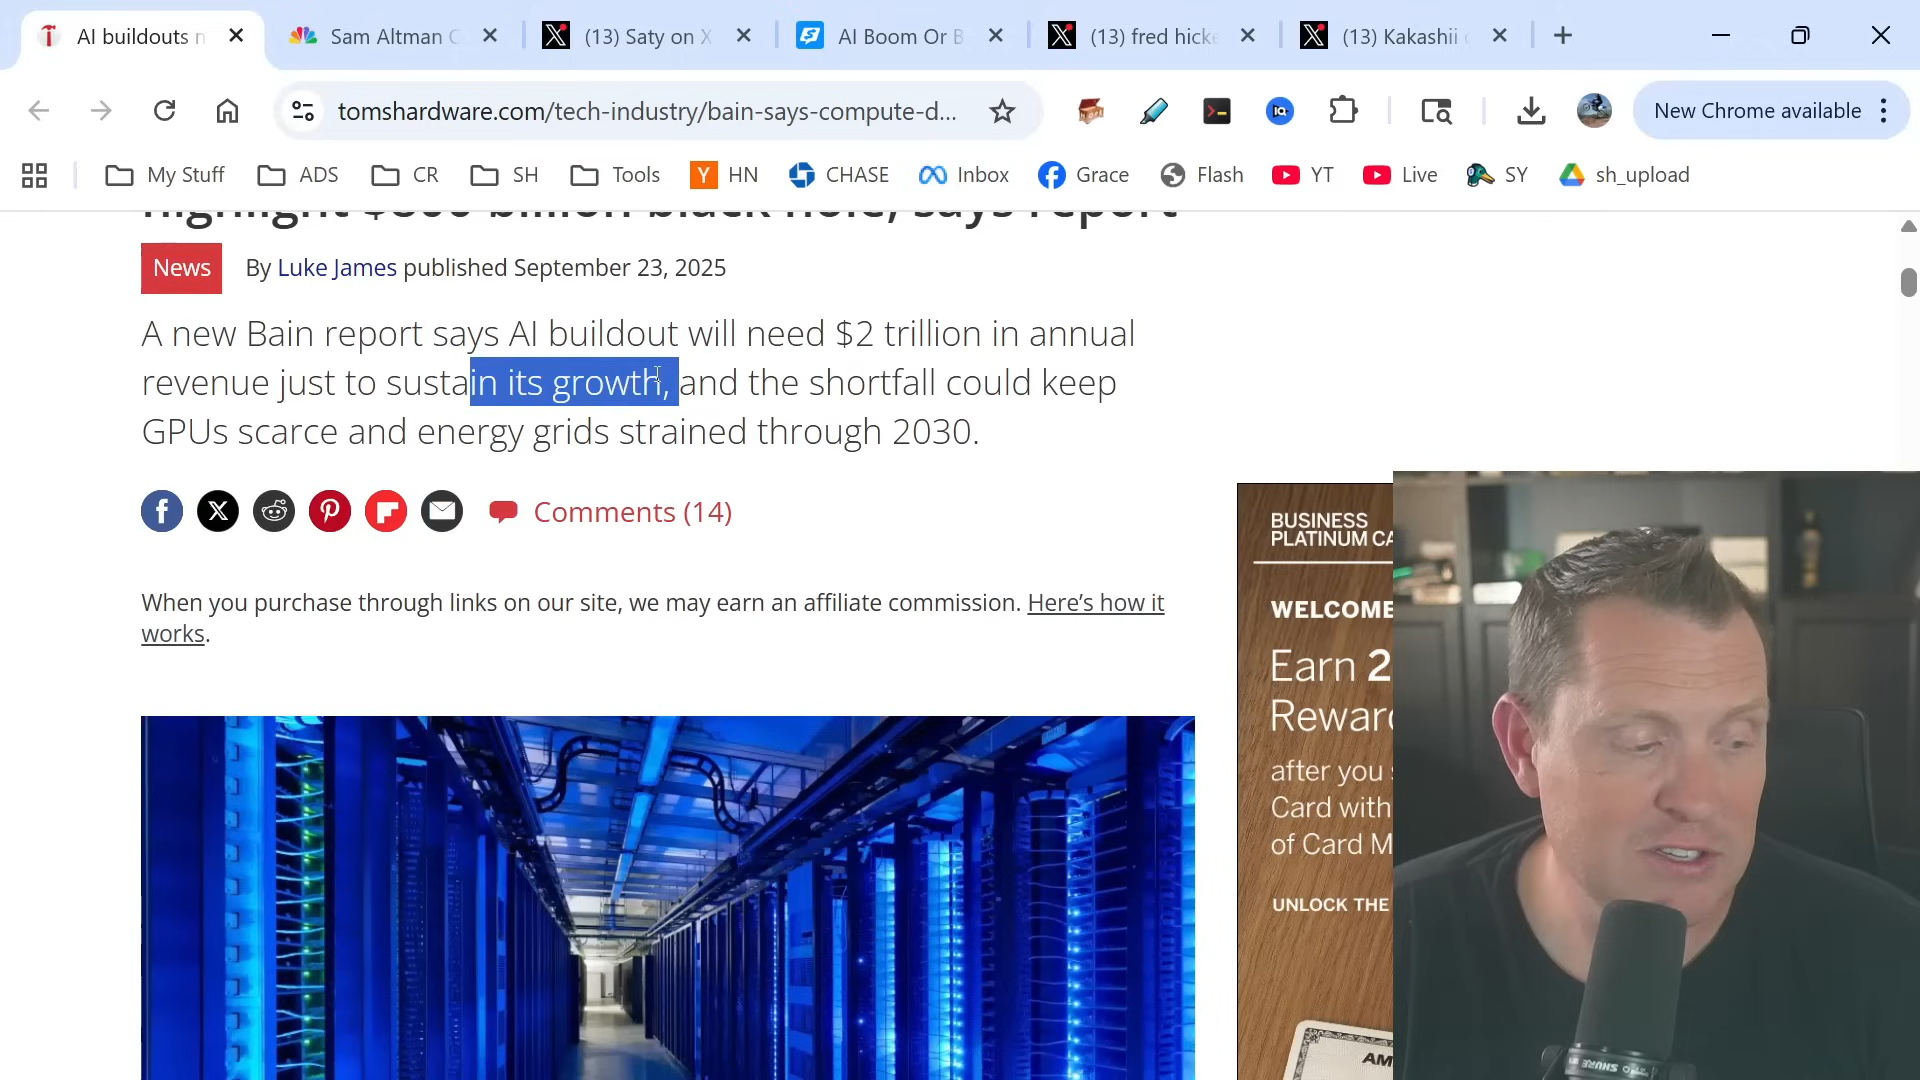 AI buildouts n
Sam Altman
(13) Saty on X
AI Boom Or B
(13) fred hicke
(13) Kakashii
tomshardware.com/tech-industry/bain-says-compute-d...
New Chrome available
My Stuff
ADS
CR
SH
Tools
Y HN
CHASE
Inbox
Grace
Flash
YT
Live
SY
sh_upload
highlight $800 billion black hole, says report
News
By Luke James published September 23, 2025
A new Bain report says AI buildout will need $2 trillion in annual
revenue just to sustain its growth, and the shortfall could keep
GPUs scarce and energy grids strained through 2030.
Comments (14)
When you purchase through links on our site, we may earn an affiliate commission. Here’s how it
works.
BUSINESS
PLATINUM CA
WELCOME
Earn 2
Reward
after you s
Card with
of Card M
UNLOCK THE
AM
SHURE